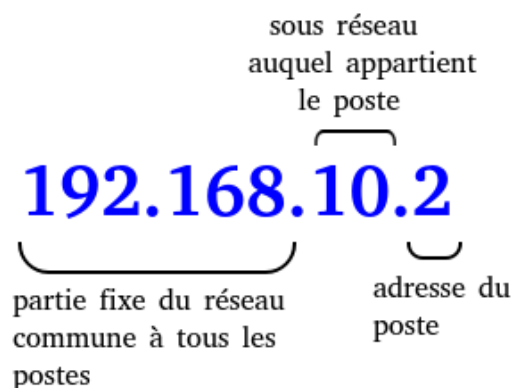 sous réseau
auquel appartient
le poste
192.168.10.2
partie fixe du réseau
commune à tous les
postes
adresse du
poste